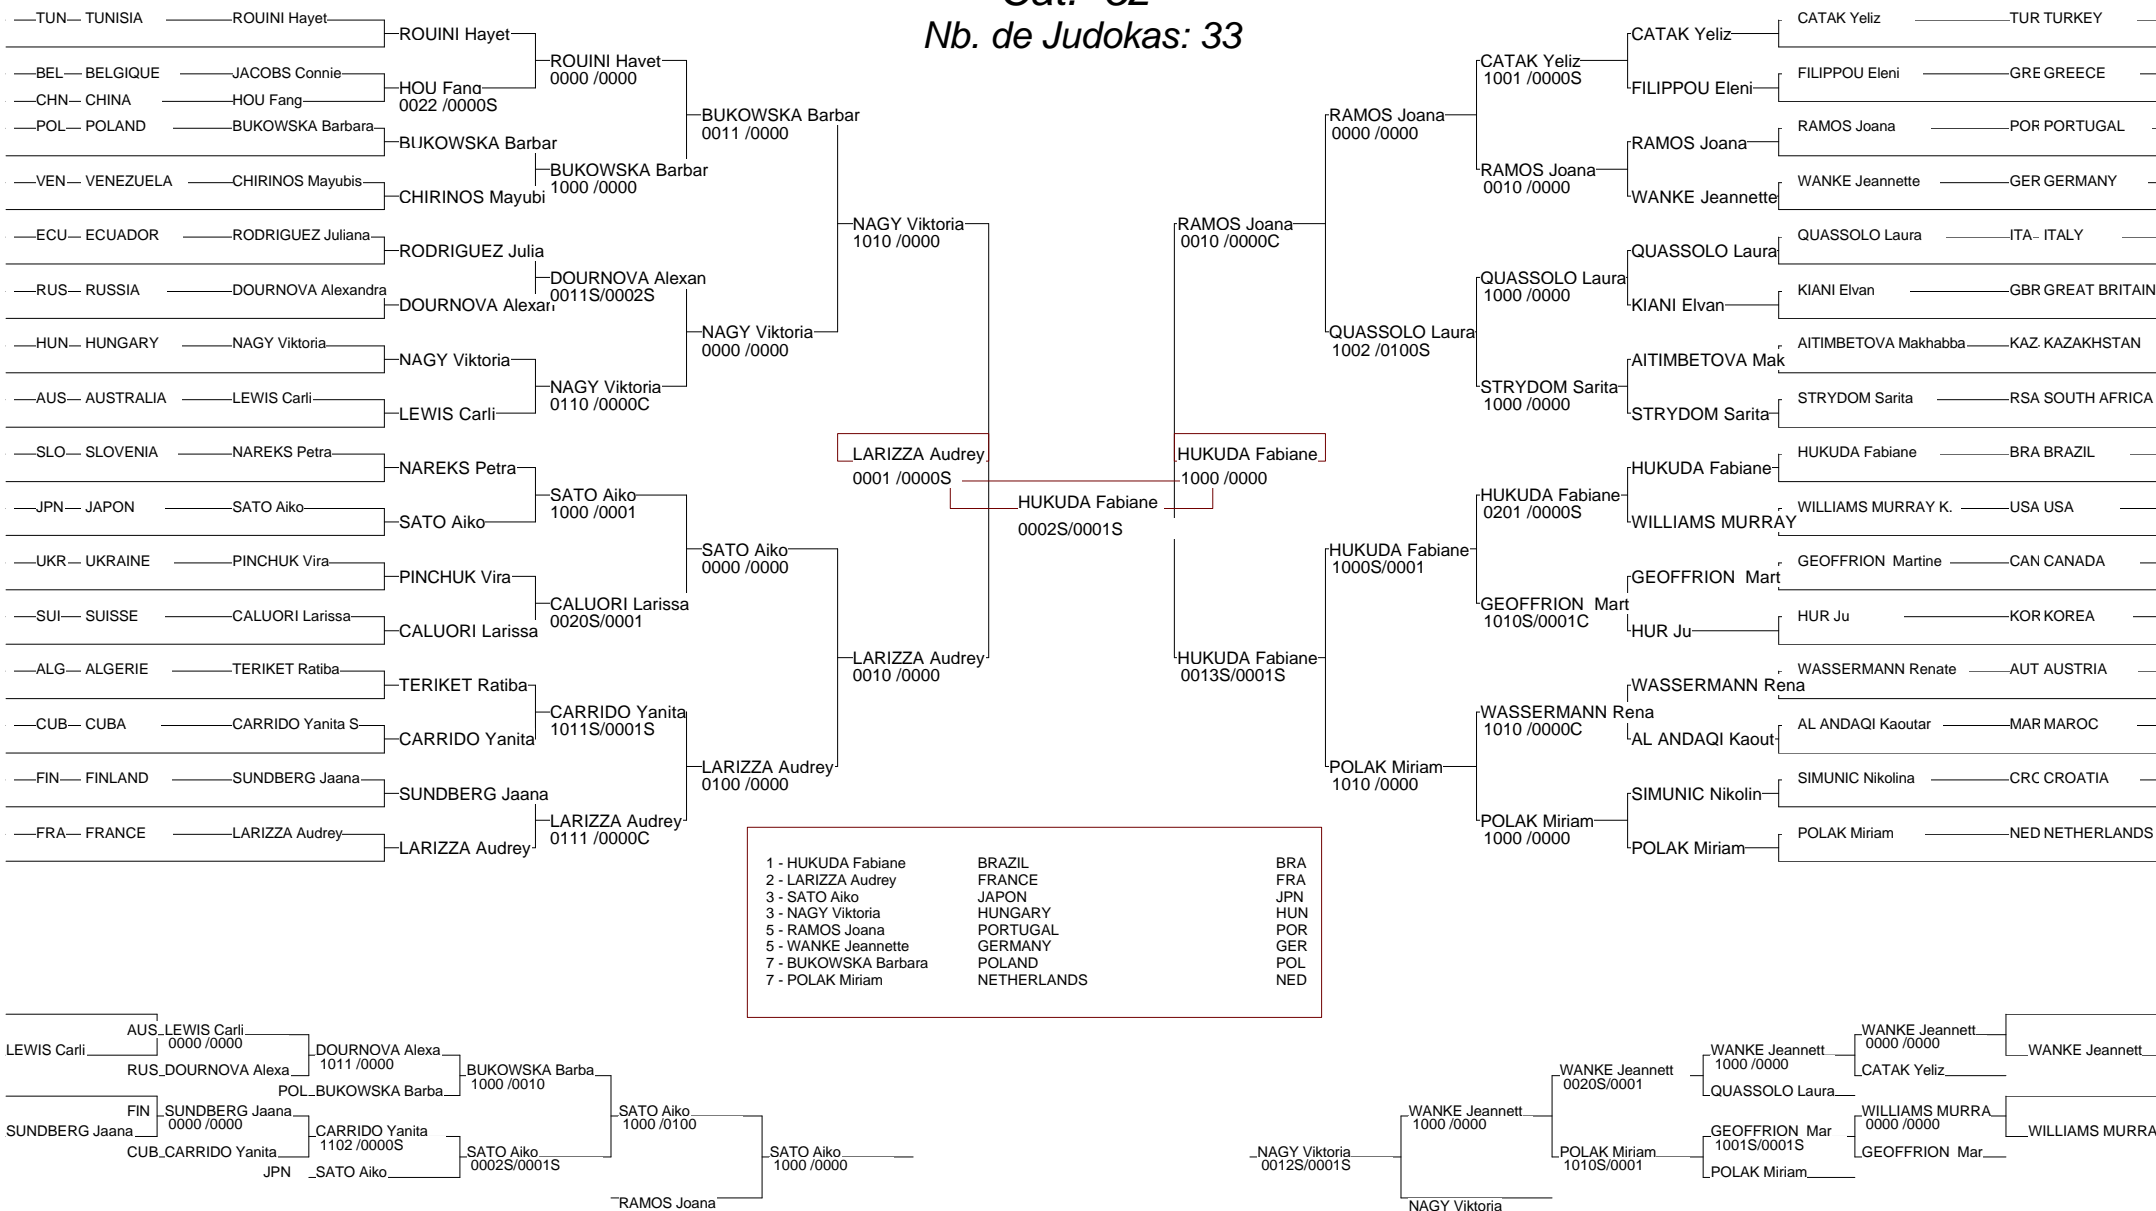 Nb. de Judokas: 33
TUN TUNISIA ROUINI Hayet
BEL BELGIQUE JACOBS Connie
CHN CHINA HOU Fang
POL POLAND BUKOWSKA Barbara
VEN VENEZUELA CHIRINOS Mayubis
ECU ECUADOR RODRIGUEZ Juliana
RUS RUSSIA DOURNOVA Alexandra
HUN HUNGARY NAGY Viktoria
AUS AUSTRALIA LEWIS Carli
SLO SLOVENIA NAREKS Petra
JPN JAPON SATO Aiko
UKR UKRAINE PINCHUK Vira
SUI SUISSE CALUORI Larissa
ALG ALGERIE TERIKET Ratiba
CUB CUBA CARRIDO Yanita S
FIN FINLAND SUNDBERG Jaana
FRA FRANCE LARIZZA Audrey
ROUINI Hayet
HOU Fang
0022 /0000S
BUKOWSKA Barbar
CHIRINOS Mayubi
RODRIGUEZ Julia
DOURNOVA Alexan
NAGY Viktoria
LEWIS Carli
NAREKS Petra
SATO Aiko
PINCHUK Vira
CALUORI Larissa
TERIKET Ratiba
CARRIDO Yanita
SUNDBERG Jaana
LARIZZA Audrey
ROUINI Hayet
0000 /0000
BUKOWSKA Barbar
1000 /0000
DOURNOVA Alexan
0011S/0002S
NAGY Viktoria
0110 /0000C
SATO Aiko
1000 /0001
CALUORI Larissa
0020S/0001
CARRIDO Yanita
1011S/0001S
LARIZZA Audrey
0111 /0000C
BUKOWSKA Barbar
0011 /0000
NAGY Viktoria
0000 /0000
SATO Aiko
0000 /0000
LARIZZA Audrey
0100 /0000
NAGY Viktoria
1010 /0000
LARIZZA Audrey
0010 /0000
LARIZZA Audrey
0001 /0000S
HUKUDA Fabiane
1000 /0000
HUKUDA Fabiane
0002S/0001S
RAMOS Joana
0010 /0000C
HUKUDA Fabiane
0013S/0001S
RAMOS Joana
0000 /0000
QUASSOLO Laura
1002 /0100S
HUKUDA Fabiane
1000S/0001
POLAK Miriam
1010 /0000
CATAK Yeliz
1001 /0000S
RAMOS Joana
0010 /0000
QUASSOLO Laura
1000 /0000
STRYDOM Sarita
1000 /0000
HUKUDA Fabiane
0201 /0000S
GEOFFRION Mart
1010S/0001C
WASSERMANN Rena
1010 /0000C
POLAK Miriam
1000 /0000
CATAK Yeliz
FILIPPOU Eleni
RAMOS Joana
WANKE Jeannette
QUASSOLO Laura
KIANI Elvan
AITIMBETOVA Mak
STRYDOM Sarita
HUKUDA Fabiane
WILLIAMS MURRAY
GEOFFRION Mart
HUR Ju
WASSERMANN Rena
AL ANDAQI Kaout
SIMUNIC Nikolin
POLAK Miriam
CATAK Yeliz TUR TURKEY
FILIPPOU Eleni GRE GREECE
RAMOS Joana POR PORTUGAL
WANKE Jeannette GER GERMANY
QUASSOLO Laura ITA ITALY
KIANI Elvan GBR GREAT BRITAIN
AITIMBETOVA Makhabba KAZ KAZAKHSTAN
STRYDOM Sarita RSA SOUTH AFRICA
HUKUDA Fabiane BRA BRAZIL
WILLIAMS MURRAY K. USA USA
GEOFFRION Martine CAN CANADA
HUR Ju KOR KOREA
WASSERMANN Renate AUT AUSTRIA
AL ANDAQI Kaoutar MAR MAROC
SIMUNIC Nikolina CRO CROATIA
POLAK Miriam NED NETHERLANDS
1 - HUKUDA Fabiane BRAZIL BRA
2 - LARIZZA Audrey FRANCE FRA
3 - SATO Aiko JAPON JPN
3 - NAGY Viktoria HUNGARY HUN
5 - RAMOS Joana PORTUGAL POR
5 - WANKE Jeannette GERMANY GER
7 - BUKOWSKA Barbara POLAND POL
7 - POLAK Miriam NETHERLANDS NED
LEWIS Carli
SUNDBERG Jaana
AUS LEWIS Carli
0000 /0000
RUS DOURNOVA Alexa
FIN SUNDBERG Jaana
0000 /0000
CUB CARRIDO Yanita
DOURNOVA Alexa
1011 /0000
POL BUKOWSKA Barba
CARRIDO Yanita
1102 /0000S
JPN SATO Aiko
BUKOWSKA Barba
1000 /0010
SATO Aiko
0002S/0001S
SATO Aiko
1000 /0100
RAMOS Joana
SATO Aiko
1000 /0000
NAGY Viktoria
0012S/0001S
WANKE Jeannett
1000 /0000
NAGY Viktoria
WANKE Jeannett
0020S/0001
POLAK Miriam
1010S/0001
WANKE Jeannett
1000 /0000
QUASSOLO Laura
GEOFFRION Mar
1001S/0001S
POLAK Miriam
WANKE Jeannett
0000 /0000
CATAK Yeliz
WILLIAMS MURRA
0000 /0000
GEOFFRION Mar
WANKE Jeannett
WILLIAMS MURRA